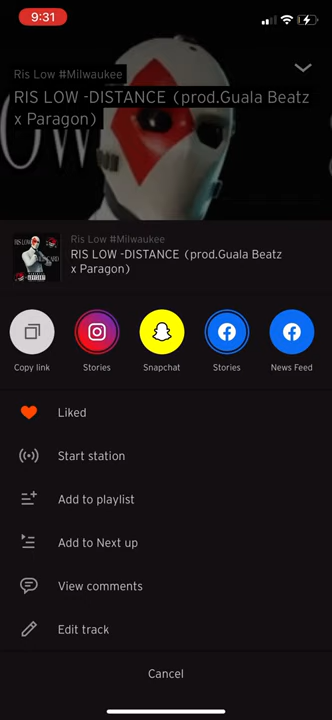 9:31
Ris Low #Milwaukee
RIS LOW -DISTANCE (prod.Guala Beatz
x Paragon)
Ris Low #Milwaukee
RIS LOW -DISTANCE (prod.Guala Beatz
x Paragon)
Copy link
Stories
Snapchat
Stories
News Feed
Liked
Start station
Add to playlist
Add to Next up
View comments
Edit track
Cancel